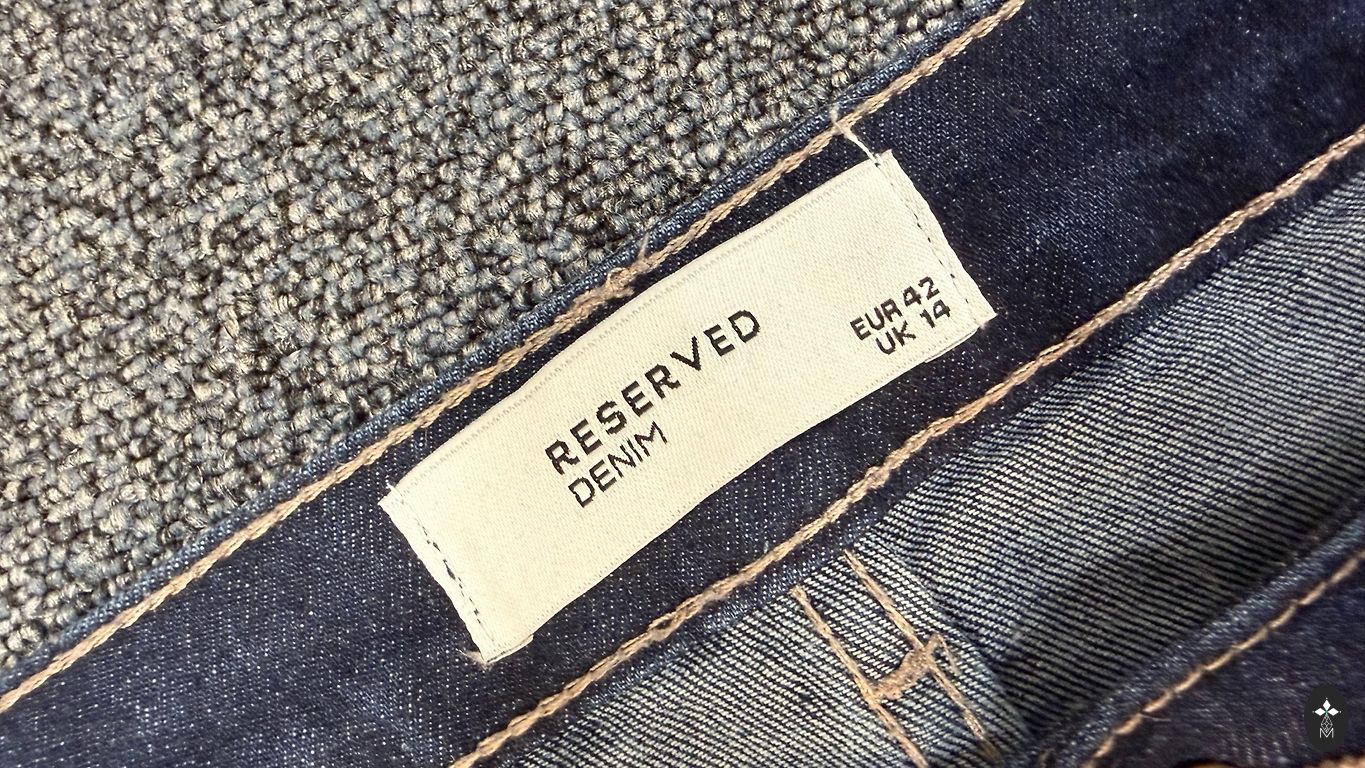 RESERVED
DENIM
EUR 42
UK 14
M